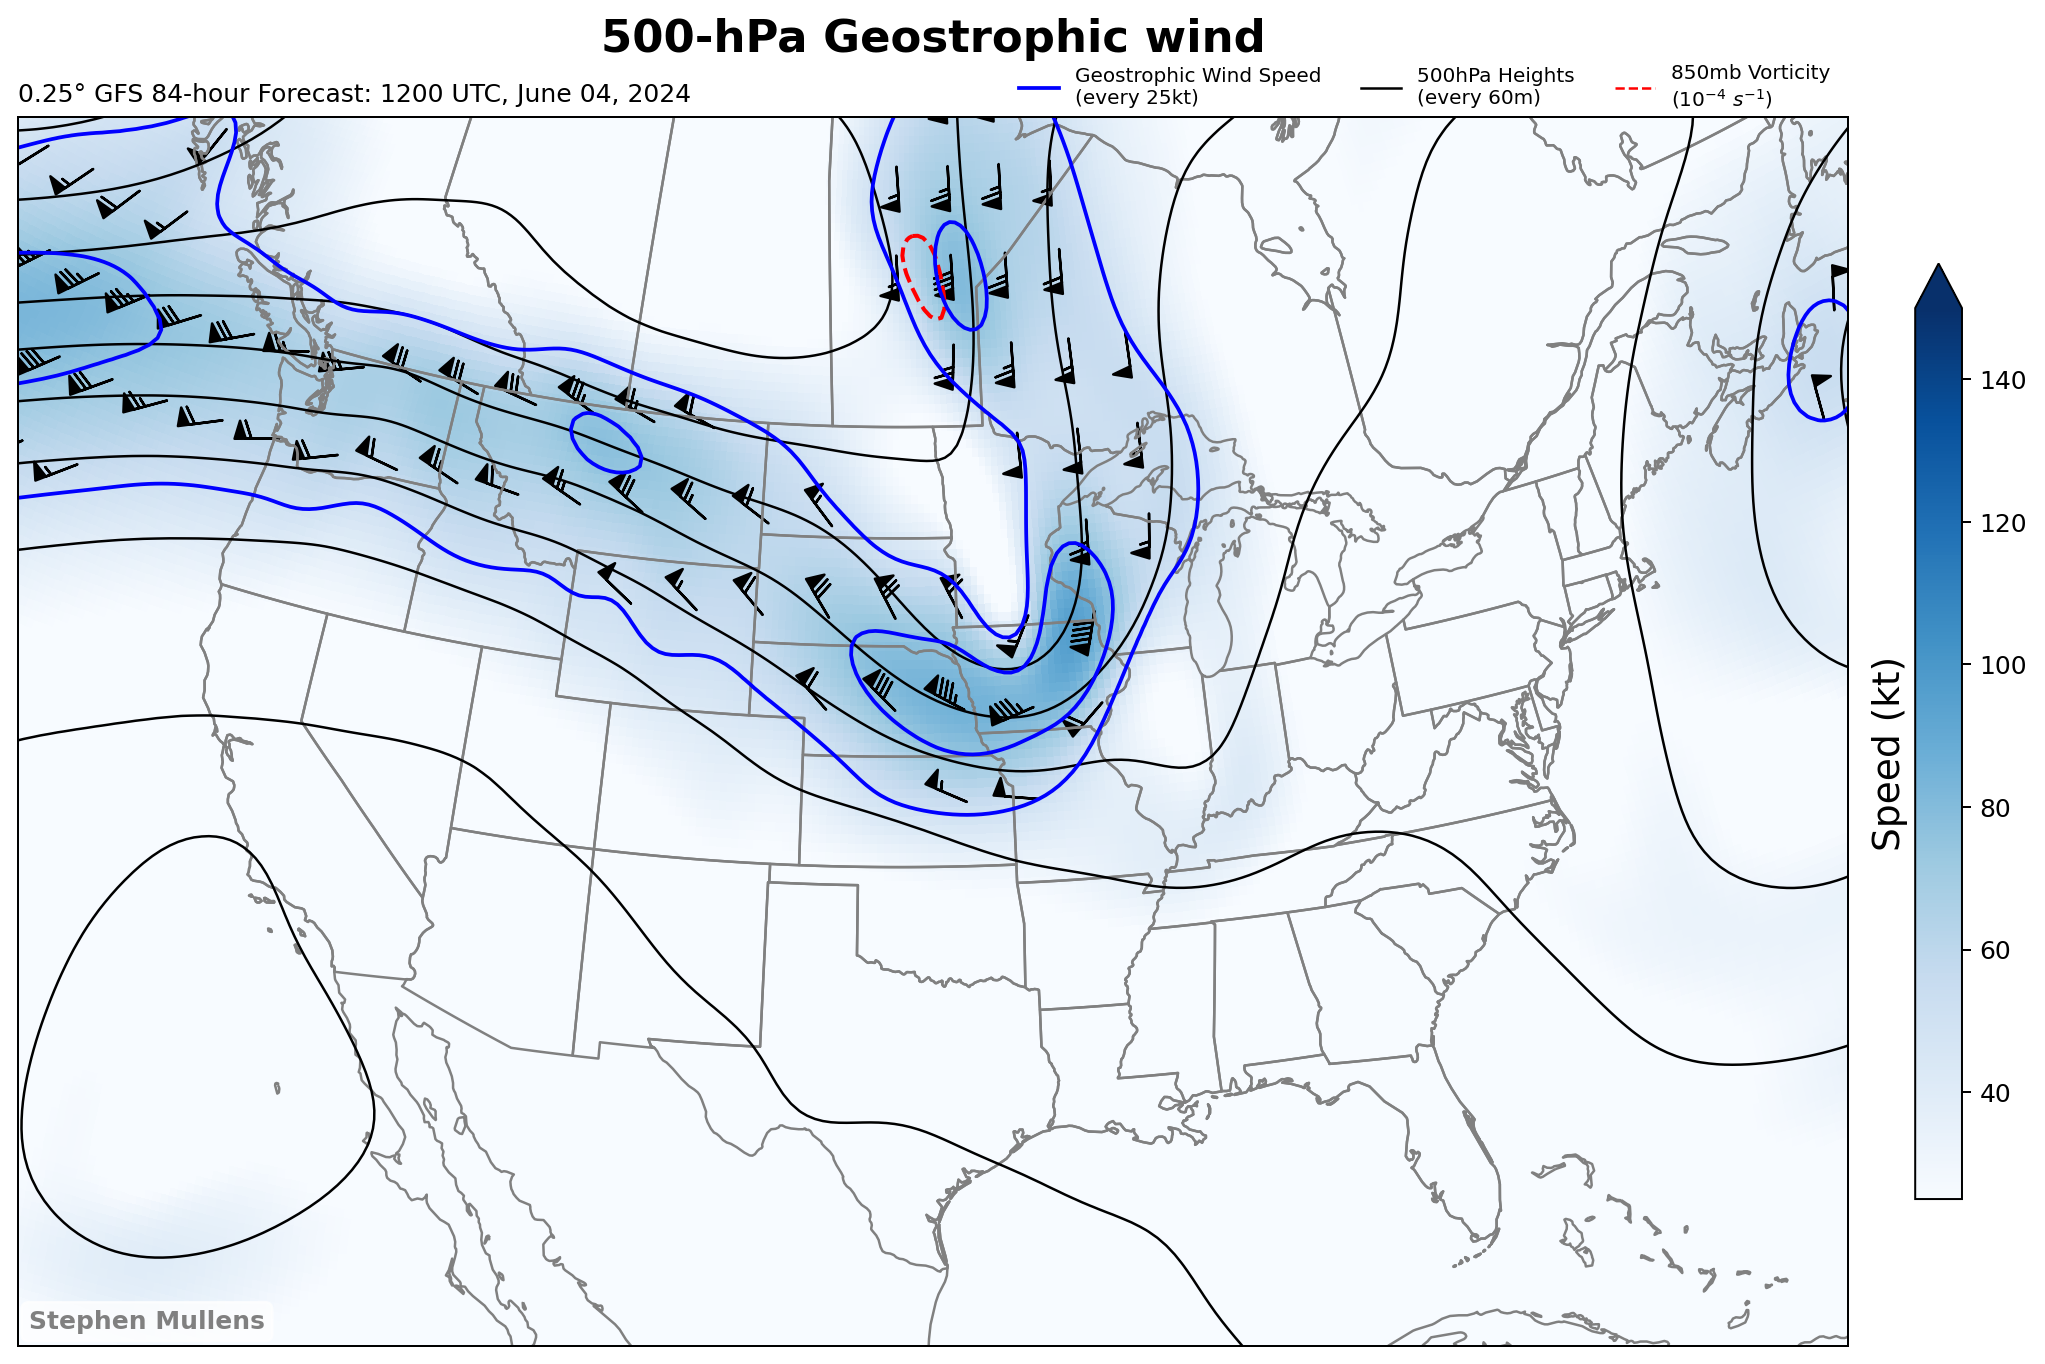 500-hPa Geostrophic wind
0.25° GFS 84-hour Forecast: 1200 UTC, June 04, 2024
Geostrophic Wind Speed
(every 25kt)
500hPa Heights
(every 60m)
850mb Vorticity
(10⁻⁴ s⁻¹)
140
120
100
80
60
40
Speed (kt)
Stephen Mullens